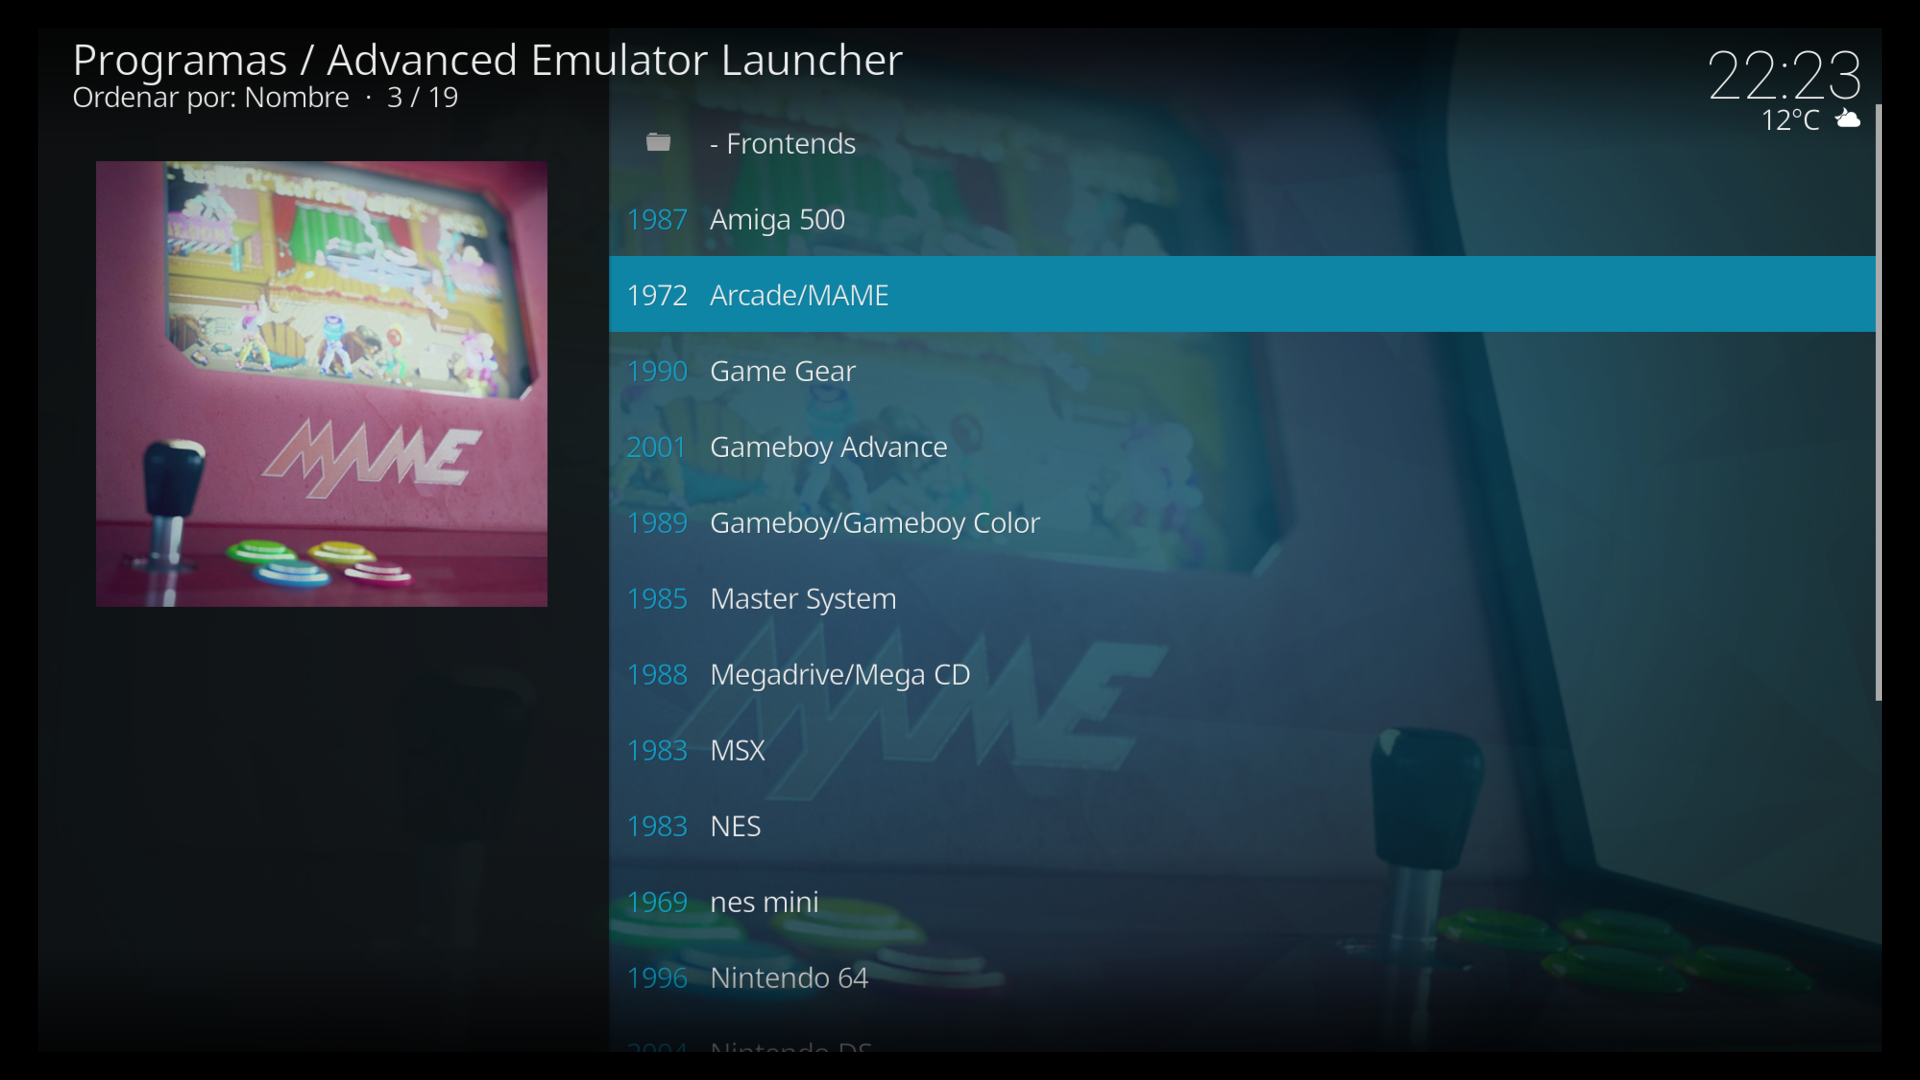 Programas / Advanced Emulator Launcher
Ordenar por: Nombre · 3 / 19
22:23
12°C
- Frontends
1987 Amiga 500
1972 Arcade/MAME
1990 Game Gear
2001 Gameboy Advance
1989 Gameboy/Gameboy Color
1985 Master System
1988 Megadrive/Mega CD
1983 MSX
1983 NES
1969 nes mini
1996 Nintendo 64
2004 Nintendo DS
MAME
MAME